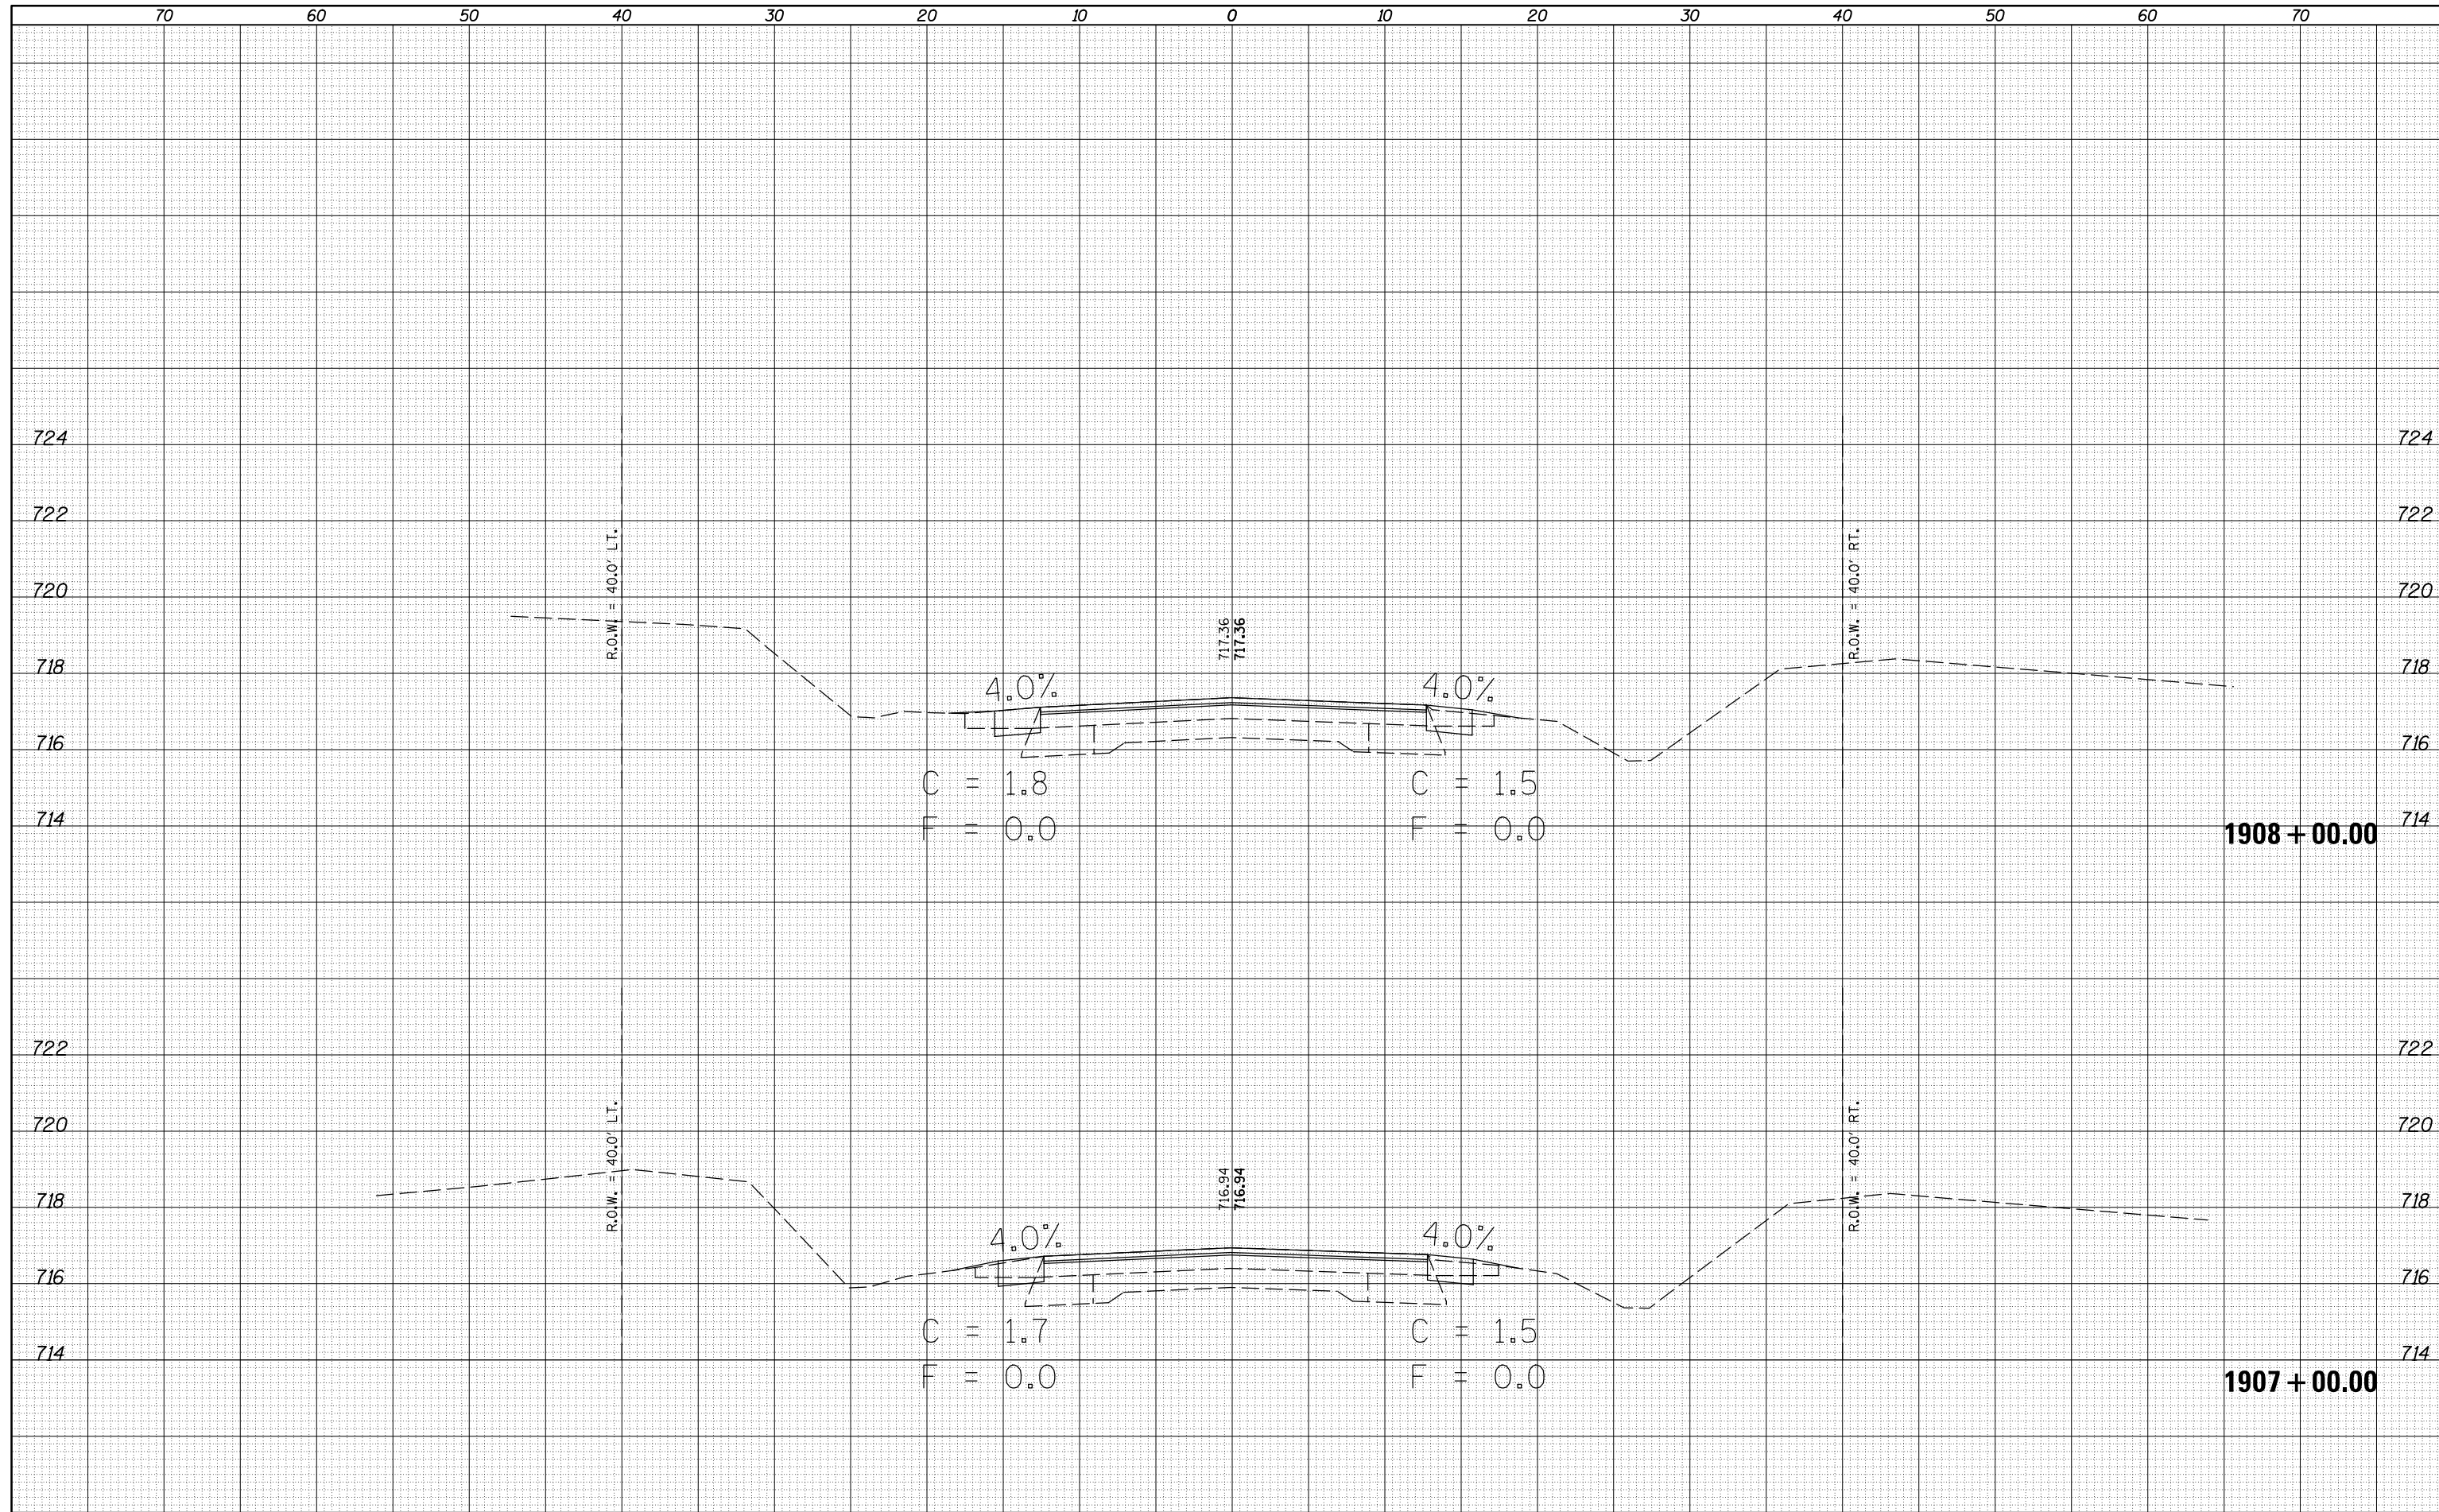 70 60 50 40 30 20 10 0 10 20 30 40 50 60 70
724 724
722 722
R.O.W. = 40.0' LT.
R.O.W. = 40.0' RT.
720 720
717.36
717.36
718 718
4.0% 4.0%
716 716
C = 1.8 C = 1.5
714 714
F = 0.0 F = 0.0
1908 + 00.00
722 722
R.O.W. = 40.0' LT.
R.O.W. = 40.0' RT.
720 720
716.94
716.94
718 718
4.0% 4.0%
716 716
C = 1.7 C = 1.5
714 714
F = 0.0 F = 0.0
1907 + 00.00